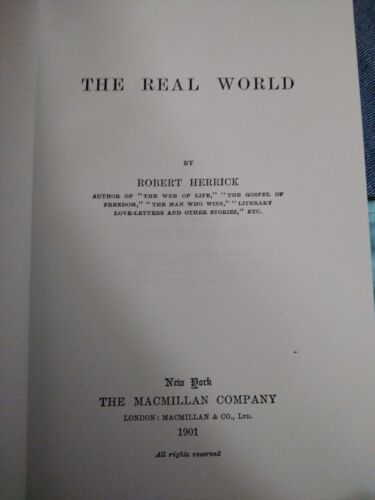 THE REAL WORLD
BY
ROBERT HERRICK
AUTHOR OF "THE WEB OF LIFE," "THE GOSPEL OF
FREEDOM," "THE MAN WHO WINS," "LITERARY
LOVE-LETTERS AND OTHER STORIES," ETC.
New York
THE MACMILLAN COMPANY
LONDON: MACMILLAN & CO., LTD.
1901
All rights reserved